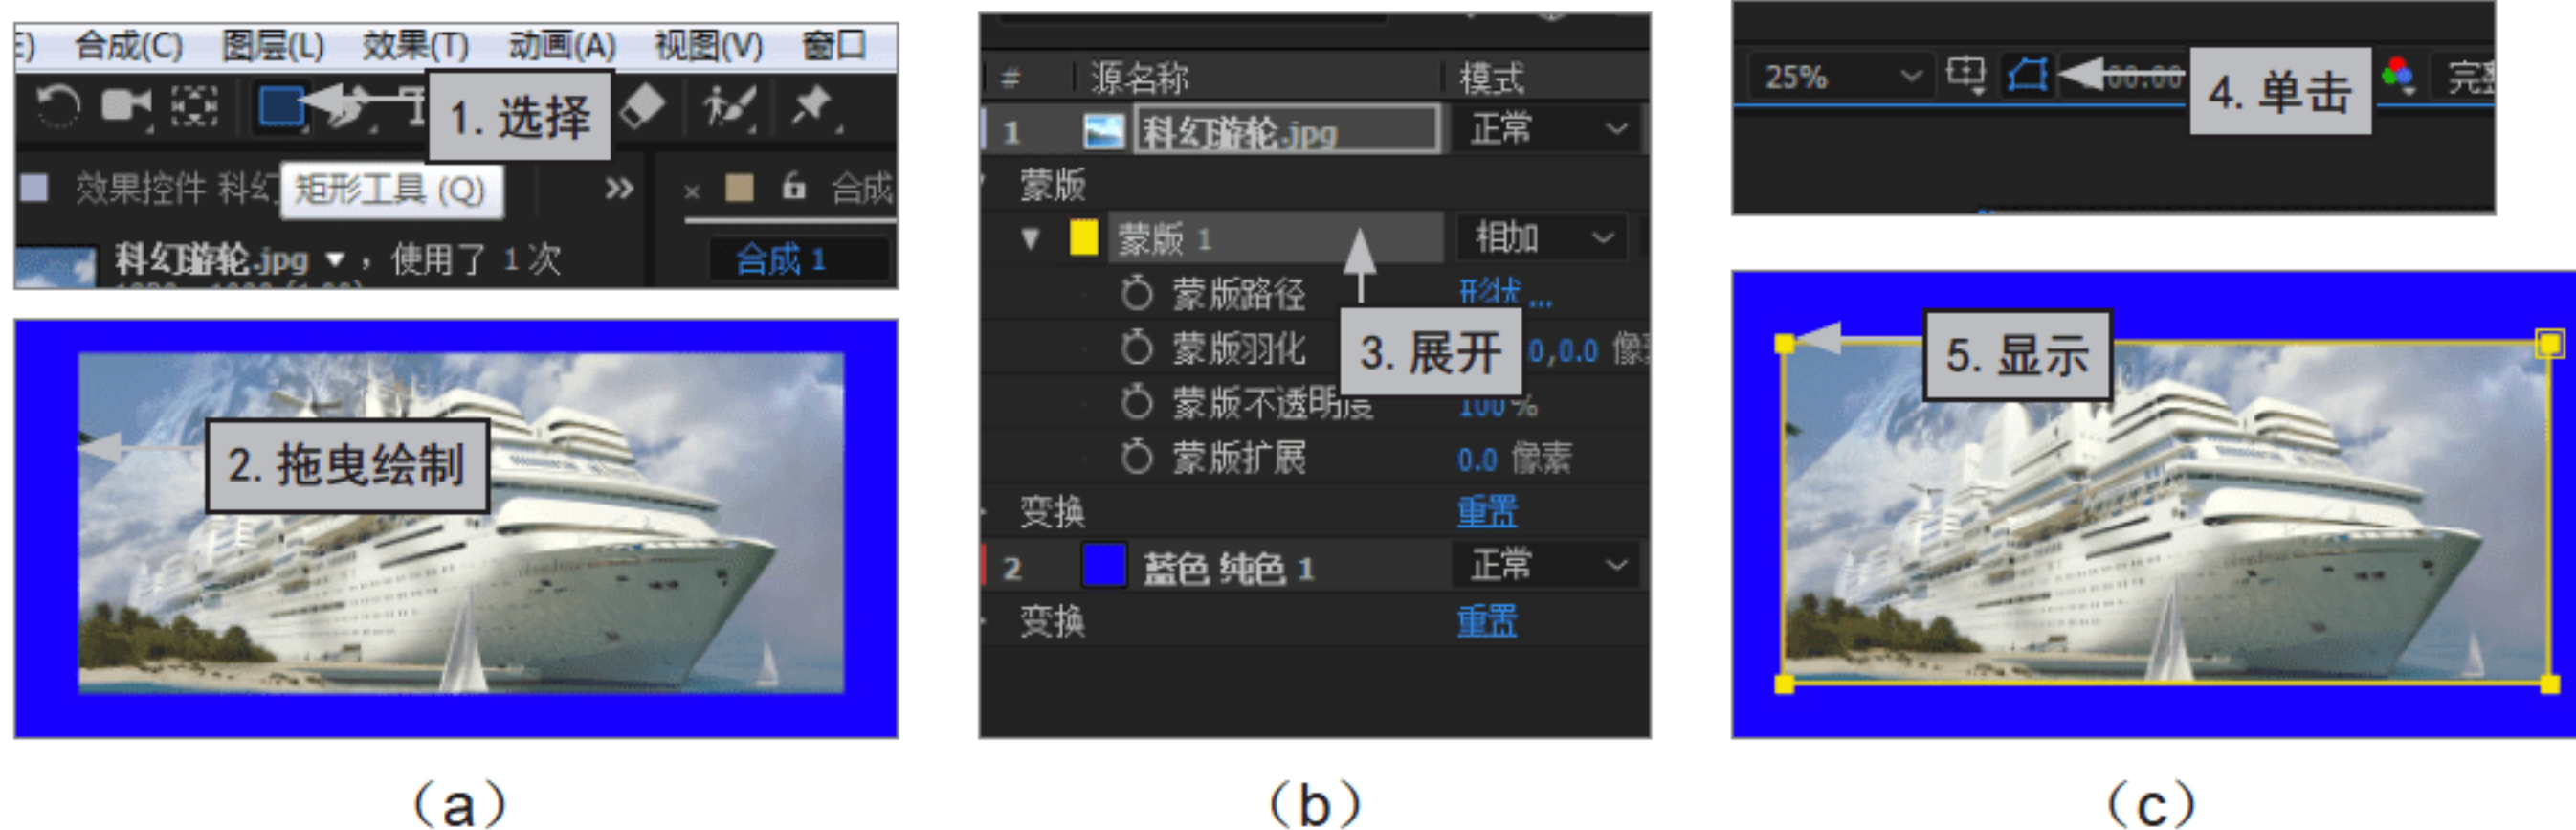 合成(C) 图层(L) 效果(T) 动画(A) 视图(V) 窗口
1. 选择
效果控件 科幻
矩形工具 (Q)
合成
科幻游轮.jpg ▼, 使用了 1 次
合成 1
2. 拖曳绘制
(a)
# 源名称 模式
1 科幻游轮.jpg 正常
蒙版
蒙版 1 相加
蒙版路径 形状...
蒙版羽化 0,0.0 像
3. 展开
蒙版不透明度 100%
蒙版扩展 0.0 像素
变换 重置
2 蓝色 纯色 1 正常
变换 重置
(b)
25% 00:00 完整
4. 单击
5. 显示
(c)